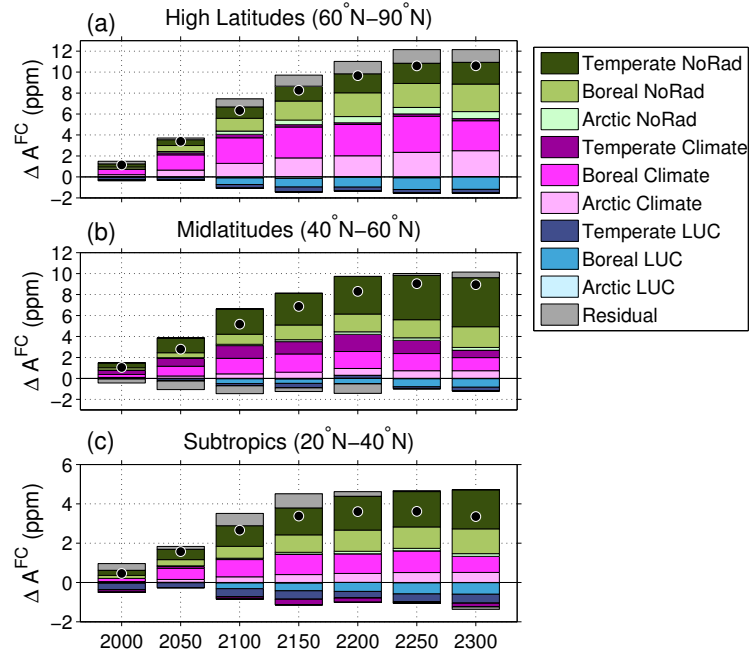 (a) High Latitudes (60°N−90°N)
12
10
8
6
4
2
0
−2
Δ A^FC (ppm)
(b) Midlatitudes (40°N−60°N)
12
10
8
6
4
2
0
−2
Δ A^FC (ppm)
(c) Subtropics (20°N−40°N)
6
4
2
0
−2
Δ A^FC (ppm)
2000 2050 2100 2150 2200 2250 2300
Temperate NoRad
Boreal NoRad
Arctic NoRad
Temperate Climate
Boreal Climate
Arctic Climate
Temperate LUC
Boreal LUC
Arctic LUC
Residual